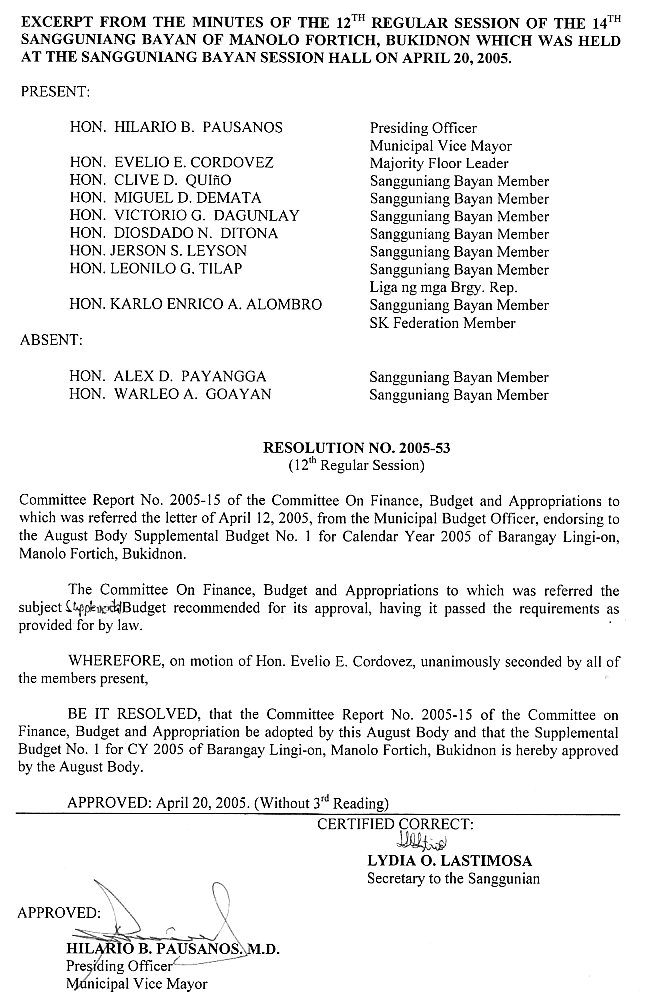 EXCERPT FROM THE MINUTES OF THE 12TH REGULAR SESSION OF THE 14TH
SANGGUNIANG BAYAN OF MANOLO FORTICH, BUKIDNON WHICH WAS HELD
AT THE SANGGUNIANG BAYAN SESSION HALL ON APRIL 20, 2005.
PRESENT:
HON. HILARIO B. PAUSANOS Presiding Officer
Municipal Vice Mayor
HON. EVELIO E. CORDOVEZ Majority Floor Leader
HON. CLIVE D. QUIñO Sangguniang Bayan Member
HON. MIGUEL D. DEMATA Sangguniang Bayan Member
HON. VICTORIO G. DAGUNLAY Sangguniang Bayan Member
HON. DIOSDADO N. DITONA Sangguniang Bayan Member
HON. JERSON S. LEYSON Sangguniang Bayan Member
HON. LEONILO G. TILAP Sangguniang Bayan Member
Liga ng mga Brgy. Rep.
HON. KARLO ENRICO A. ALOMBRO Sangguniang Bayan Member
SK Federation Member
ABSENT:
HON. ALEX D. PAYANGGA Sangguniang Bayan Member
HON. WARLEO A. GOAYAN Sangguniang Bayan Member
RESOLUTION NO. 2005-53
(12th Regular Session)
Committee Report No. 2005-15 of the Committee On Finance, Budget and Appropriations to
which was referred the letter of April 12, 2005, from the Municipal Budget Officer, endorsing to
the August Body Supplemental Budget No. 1 for Calendar Year 2005 of Barangay Lingi-on,
Manolo Fortich, Bukidnon.
The Committee On Finance, Budget and Appropriations to which was referred the
subject Supplemental Budget recommended for its approval, having it passed the requirements as
provided for by law.
WHEREFORE, on motion of Hon. Evelio E. Cordovez, unanimously seconded by all of
the members present,
BE IT RESOLVED, that the Committee Report No. 2005-15 of the Committee on
Finance, Budget and Appropriation be adopted by this August Body and that the Supplemental
Budget No. 1 for CY 2005 of Barangay Lingi-on, Manolo Fortich, Bukidnon is hereby approved
by the August Body.
APPROVED: April 20, 2005. (Without 3rd Reading)
CERTIFIED CORRECT:
LYDIA O. LASTIMOSA
Secretary to the Sanggunian
APPROVED:
HILARIO B. PAUSANOS, M.D.
Presiding Officer
Municipal Vice Mayor